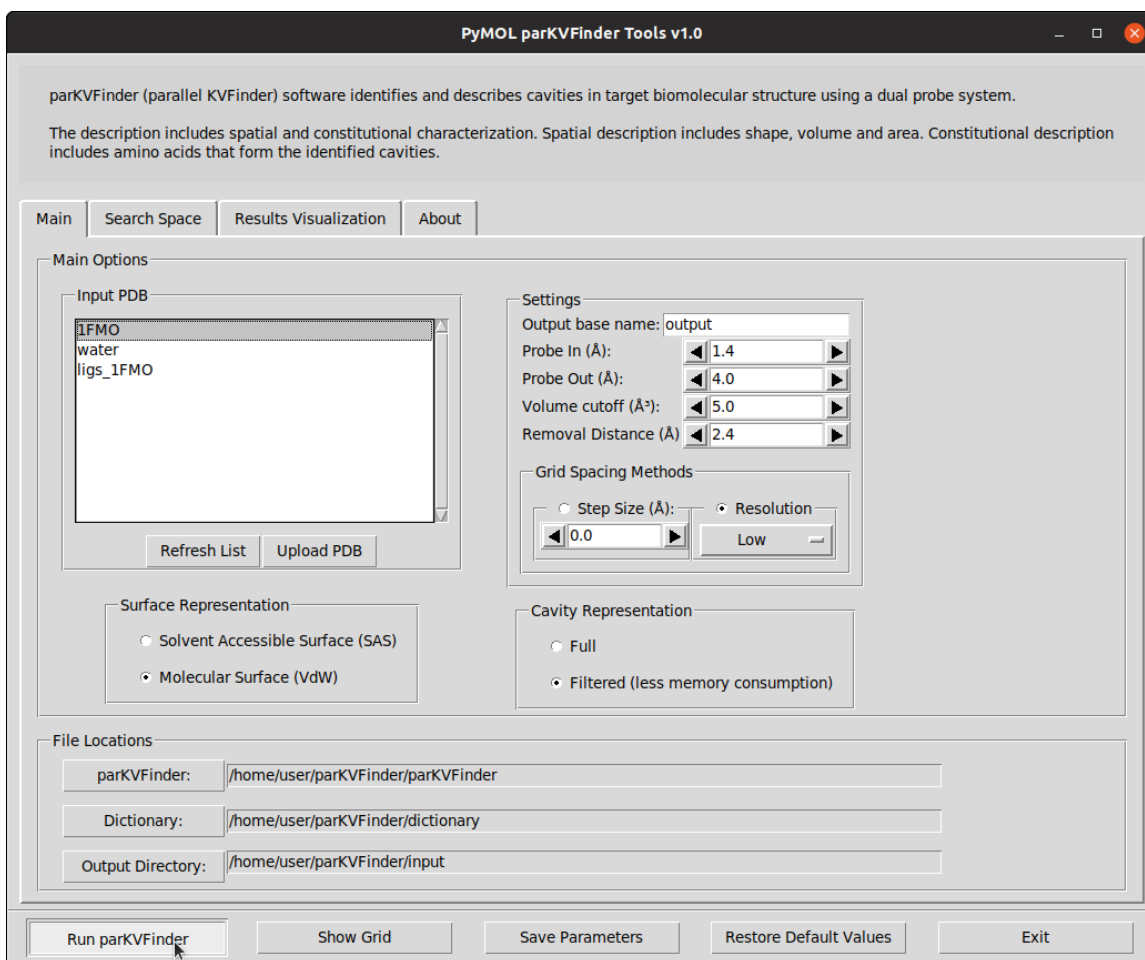 PyMOL parKVFinder Tools v1.0
parKVFinder (parallel KVFinder) software identifies and describes cavities in target biomolecular structure using a dual probe system.
The description includes spatial and constitutional characterization. Spatial description includes shape, volume and area. Constitutional description
includes amino acids that form the identified cavities.
Main Search Space Results Visualization About
Main Options
Input PDB
1FMO
water
ligs_1FMO
Refresh List Upload PDB
Settings
Output base name: output
Probe In (Å): 1.4
Probe Out (Å): 4.0
Volume cutoff (Å³): 5.0
Removal Distance (Å) 2.4
Grid Spacing Methods
Step Size (Å): Resolution
0.0 Low
Surface Representation
Solvent Accessible Surface (SAS)
Molecular Surface (VdW)
Cavity Representation
Full
Filtered (less memory consumption)
File Locations
parKVFinder: /home/user/parKVFinder/parKVFinder
Dictionary: /home/user/parKVFinder/dictionary
Output Directory: /home/user/parKVFinder/input
Run parKVFinder Show Grid Save Parameters Restore Default Values Exit